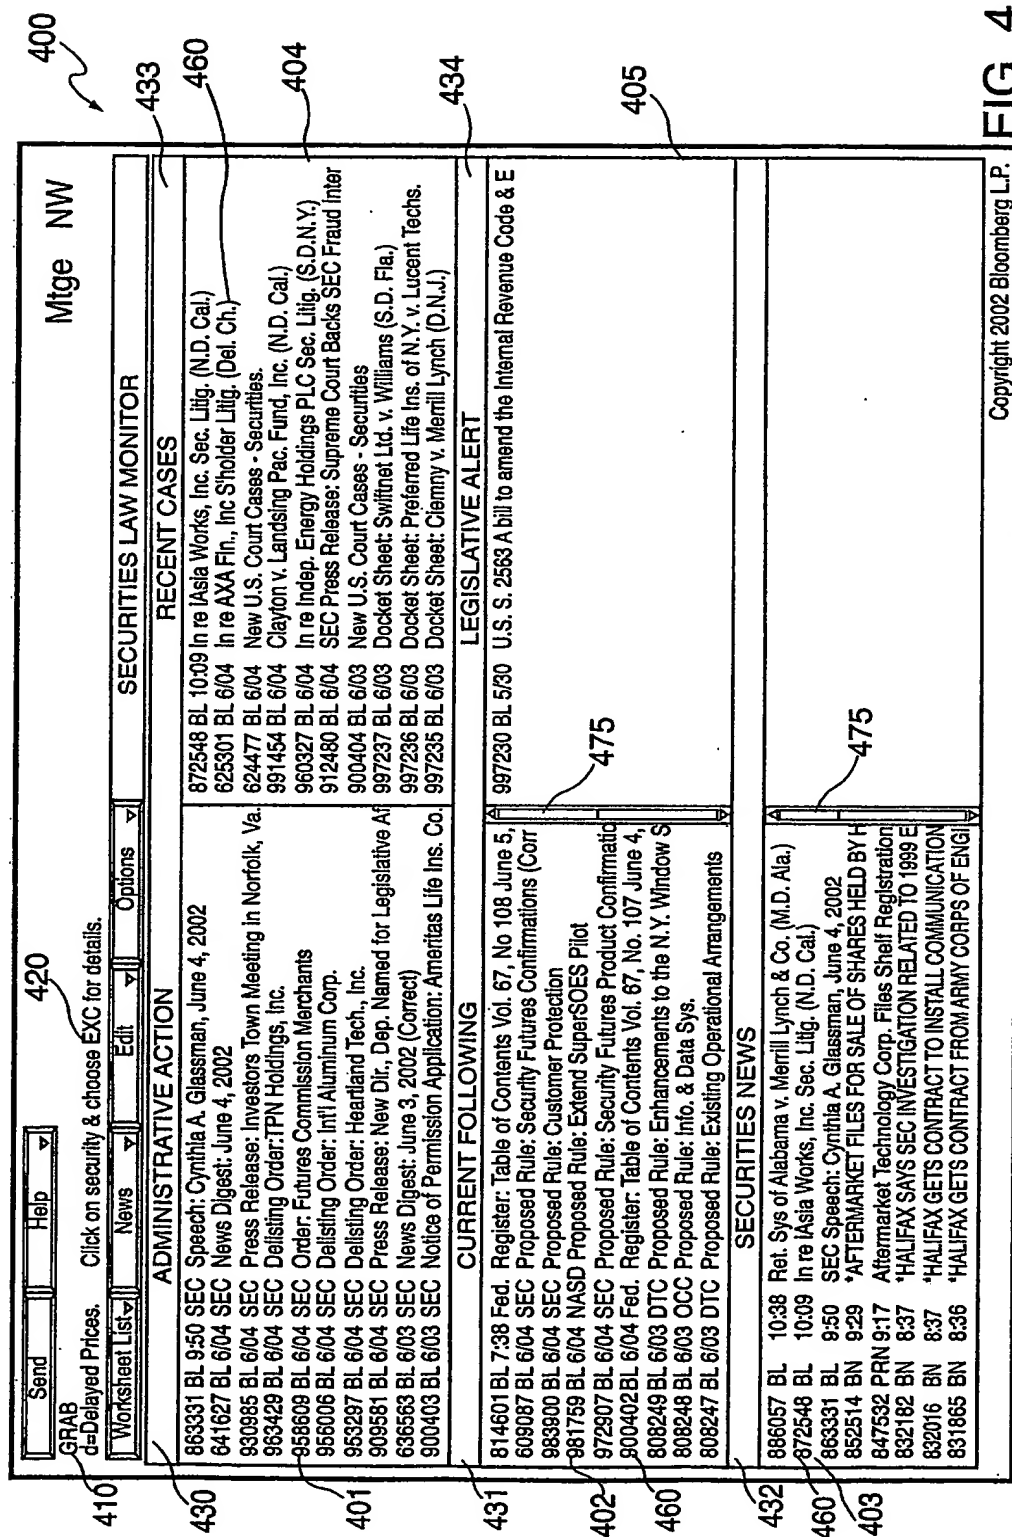 400
Mtge NW
Send
Help
GRAB
d=Delayed Prices.
Click on security & choose EXC for details.
410
420
Worksheet List
News
Edit
Options
SECURITIES LAW MONITOR
430
ADMINISTRATIVE ACTION
RECENT CASES
433
863331 BL 9:50 SEC Speech: Cynthia A. Glassman, June 4, 2002
641627 BL 6/04 SEC News Digest: June 4, 2002
930985 BL 6/04 SEC Press Release: Investors Town Meeting in Norfolk, Va.
963429 BL 6/04 SEC Delisting Order:TPN Holdings, Inc.
958609 BL 6/04 SEC Order: Futures Commission Merchants
956006 BL 6/04 SEC Delisting Order: Int'l Aluminum Corp.
953297 BL 6/04 SEC Delisting Order: Heartland Tech., Inc.
909581 BL 6/04 SEC Press Release: New Dir., Dep. Named for Legislative Af
636563 BL 6/03 SEC News Digest: June 3, 2002 (Correct)
900403 BL 6/03 SEC Notice of Permission Application: Ameritas Life Ins. Co.
401
872548 BL 10:09 In re iAsia Works, Inc. Sec. Litig. (N.D. Cal.)
625301 BL 6/04 In re AXA Fin., Inc S'holder Litig. (Del. Ch.)
624477 BL 6/04 New U.S. Court Cases - Securities.
991454 BL 6/04 Clayton v. Landsing Pac. Fund, Inc. (N.D. Cal.)
960327 BL 6/04 In re Indep. Energy Holdings PLC Sec. Litig. (S.D.N.Y.)
912480 BL 6/04 SEC Press Release: Supreme Court Backs SEC Fraud Inter
900404 BL 6/03 New U.S. Court Cases - Securities
997237 BL 6/03 Docket Sheet: Swiftnet Ltd. v. Williams (S.D. Fla.)
997236 BL 6/03 Docket Sheet: Preferred Life Ins. of N.Y. v. Lucent Techs.
997235 BL 6/03 Docket Sheet: Ciemny v. Merrill Lynch (D.N.J.)
460
404
431
CURRENT FOLLOWING
LEGISLATIVE ALERT
434
814601 BL 7:38 Fed. Register: Table of Contents Vol. 67, No 108 June 5,
609087 BL 6/04 SEC Proposed Rule: Security Futures Confirmations (Corr
983900 BL 6/04 SEC Proposed Rule: Customer Protection
981759 BL 6/04 NASD Proposed Rule: Extend SuperSOES Pilot
972907 BL 6/04 SEC Proposed Rule: Security Futures Product Confirmatic
900402 BL 6/04 Fed. Register: Table of Contents Vol. 67, No. 107 June 4,
808249 BL 6/03 DTC Proposed Rule: Enhancements to the N.Y. Window S
808248 BL 6/03 OCC Proposed Rule: Info. & Data Sys.
808247 BL 6/03 DTC Proposed Rule: Existing Operational Arrangements
402
460
475
997230 BL 5/30 U.S. S. 2563 A bill to amend the Internal Revenue Code & E
405
432
SECURITIES NEWS
886057 BL 10:38 Ret. Sys of Alabama v. Merrill Lynch & Co. (M.D. Ala.)
872548 BL 10:09 In re iAsia Works, Inc. Sec. Litig. (N.D. Cal.)
863331 BL 9:50 SEC Speech: Cynthia A. Glassman, June 4, 2002
852514 BN 9:29 *AFTERMARKET FILES FOR SALE OF SHARES HELD BY H
847532 PRN 9:17 Aftermarket Technology Corp. Files Shelf Registration
832182 BN 8:37 *HALIFAX SAYS SEC INVESTIGATION RELATED TO 1999 E
832016 BN 8:37 *HALIFAX GETS CONTRACT TO INSTALL COMMUNICATION
831865 BN 8:36 *HALIFAX GETS CONTRACT FROM ARMY CORPS OF ENGI
460
403
475
Copyright 2002 Bloomberg L.P.
FIG. 4